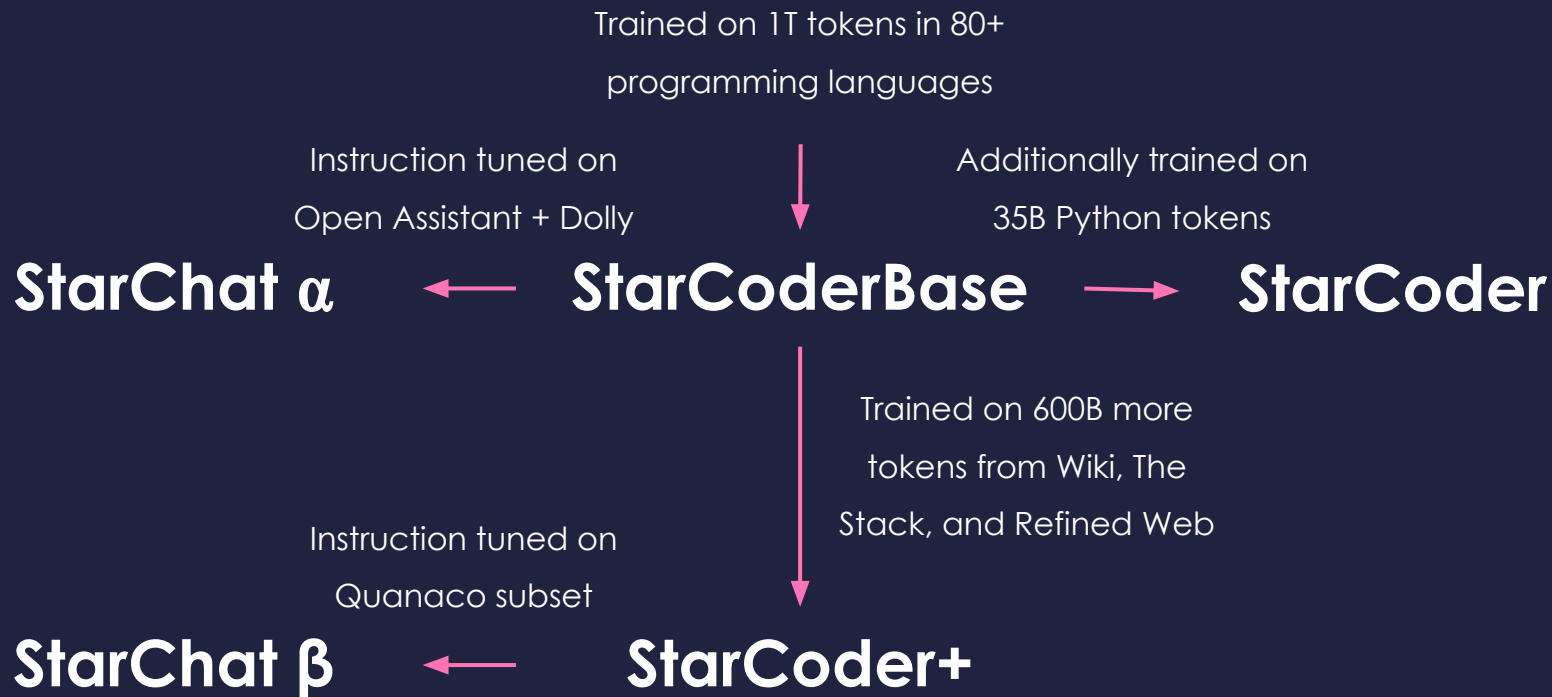 Trained on 1T tokens in 80+
programming languages
Instruction tuned on
Open Assistant + Dolly
Additionally trained on
35B Python tokens
StarChat α
StarCoderBase
StarCoder
Trained on 600B more
tokens from Wiki, The
Stack, and Refined Web
Instruction tuned on
Quanaco subset
StarChat β
StarCoder+